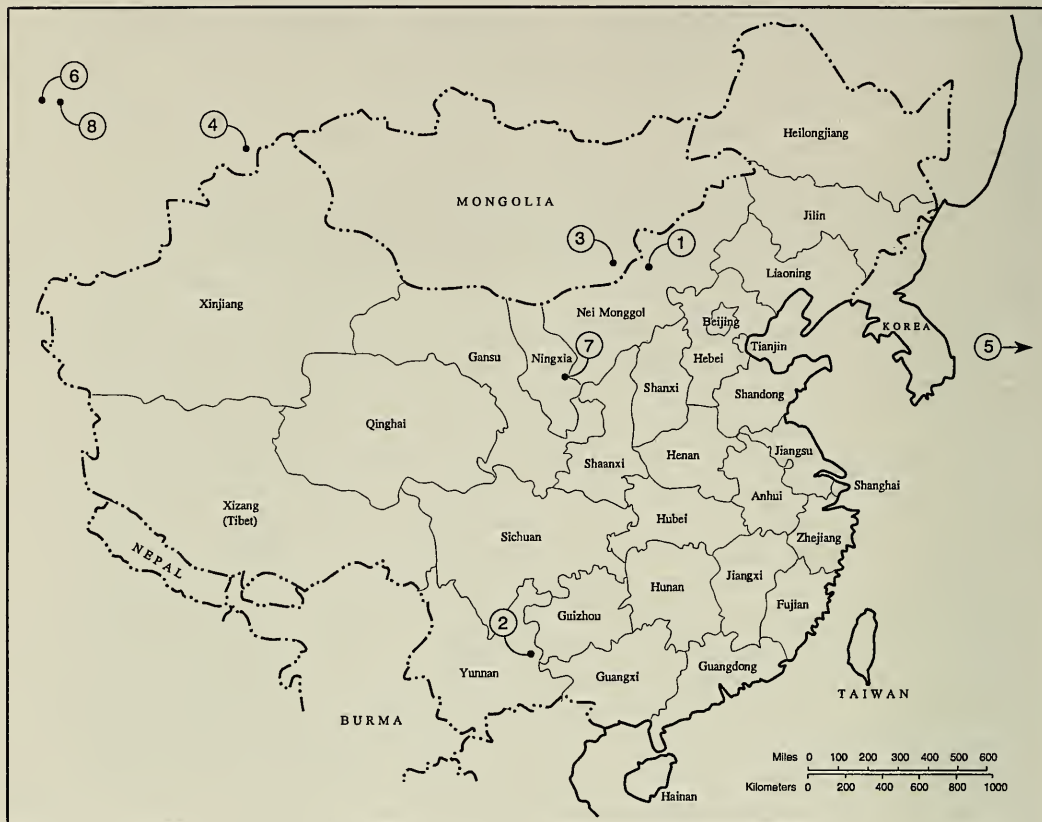 6
8
4
Heilongjiang
MONGOLIA
Jilin
3
1
Liaoning
Xinjiang
Nei Monggol
Beijing
KOREA
5
Gansu
Ningxia
7
Hebei
Tianjin
Shanxi
Shandong
Qinghai
Shaanxi
Henan
Jiangsu
Anhui
Shanghai
Xizang
(Tibet)
Sichuan
Hubei
Zhejiang
NEPAL
Hunan
Jiangxi
Fujian
2
Guizhou
Yunnan
Guangxi
Guangdong
TAIWAN
BURMA
Miles 0 100 200 300 400 500 600
Kilometers 0 200 400 600 800 1000
Hainan